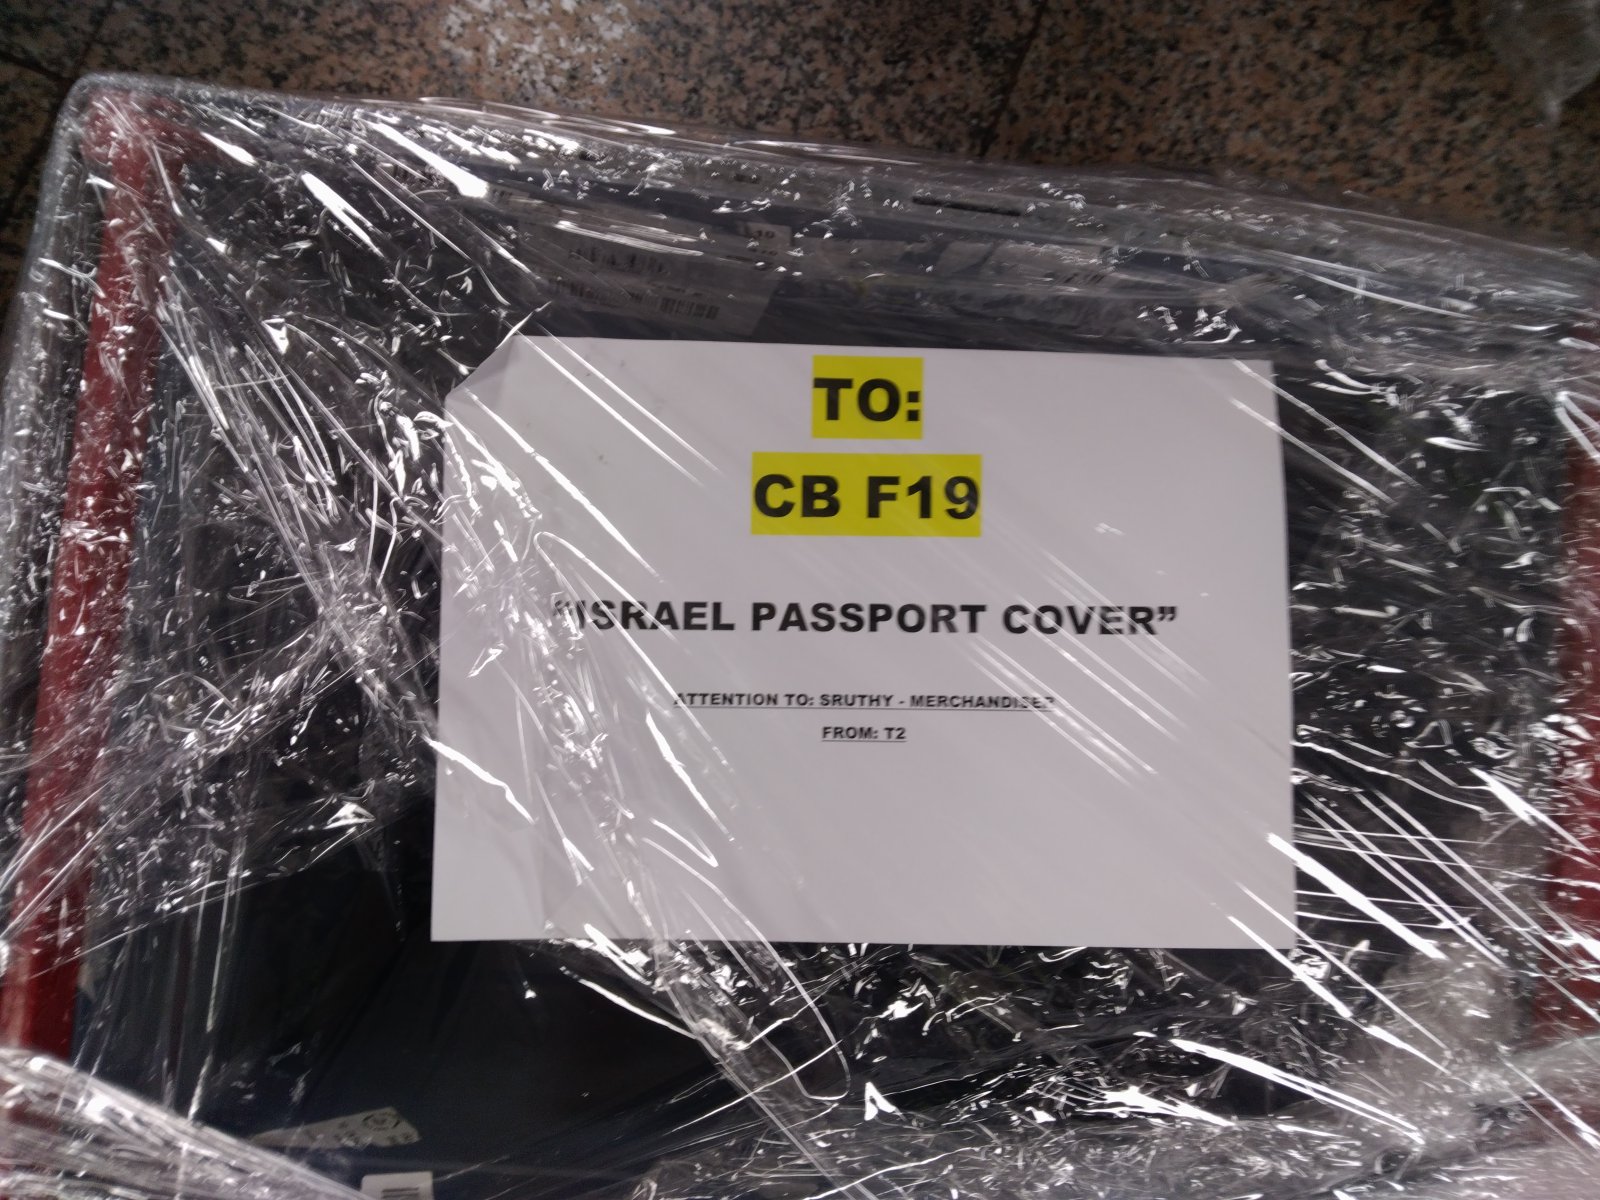 TO:
CB F19
"ISRAEL PASSPORT COVER”
ATTENTION TO: SRUTHY - MERCHANDISER
FROM: T2